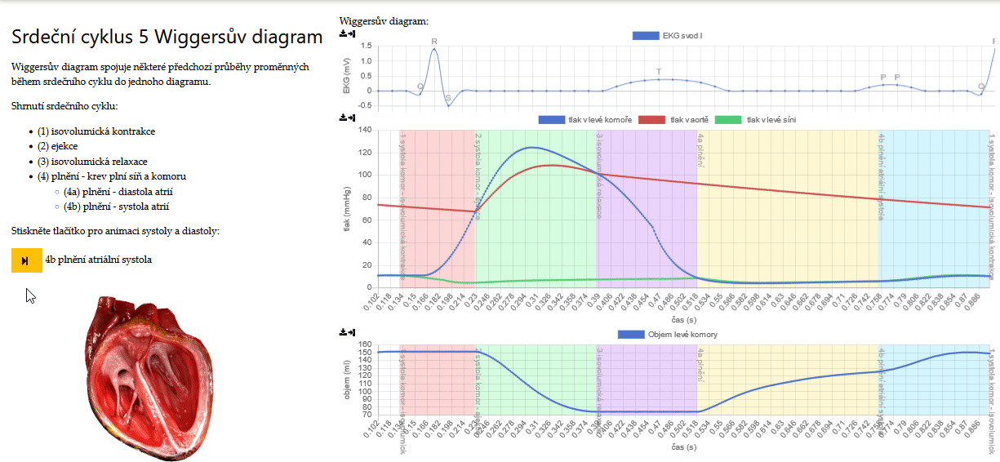 Srdeční cyklus 5 Wiggersův diagram
Wiggersův diagram spojuje některé předchozí průběhy proměnných
během srdečního cyklu do jednoho diagramu.
Shrnutí srdečního cyklu:
(1) isovolumická kontrakce
(2) ejekce
(3) isovolumická relaxace
(4) plnění - krev plní síň a komoru
(4a) plnění - diastola atrií
(4b) plnění - systola atrií
Stiskněte tlačítko pro animaci systoly a diastoly:
4b plnění atriální systola
Wiggersův diagram:
EKG svod I
EKG (mV)
1.5
1.0
0.5
0
-0.5
Q
R
S
T
P
P
Q
tlak v levé komoře
tlak v aortě
tlak v levé síni
tlak (mmHg)
140
120
100
80
60
40
20
0
1 systola komor - isovolumická kontrakce
2 systola komor - ejekce
3 isovolumická relaxace
4a plnění
4b plnění atriální systola
1 systola komor - isovolumická kontrakce
0.102 0.118 0.134 0.15 0.166 0.182 0.198 0.214 0.23 0.246 0.262 0.278 0.294 0.31 0.326 0.342 0.358 0.374 0.39 0.406 0.422 0.438 0.454 0.47 0.486 0.502 0.518 0.534 0.55 0.566 0.582 0.598 0.614 0.63 0.646 0.662 0.678 0.694 0.71 0.726 0.742 0.758 0.774 0.79 0.806 0.822 0.838 0.854 0.87 0.886
čas (s)
Objem levé komory
objem (ml)
160
150
140
130
120
110
100
90
80
70
1 systola komor - isovolumick
2 systola komor - ejekce
3 isovolumická relaxace
4a plnění
4b plnění atriální systola
1 systola komor - isovolumick
0.102 0.118 0.134 0.15 0.166 0.182 0.198 0.214 0.23 0.246 0.262 0.278 0.294 0.31 0.326 0.342 0.358 0.374 0.39 0.406 0.422 0.438 0.454 0.47 0.486 0.502 0.518 0.534 0.55 0.566 0.582 0.598 0.614 0.63 0.646 0.662 0.678 0.694 0.71 0.726 0.742 0.758 0.774 0.79 0.806 0.822 0.838 0.854 0.87 0.886
čas (s)